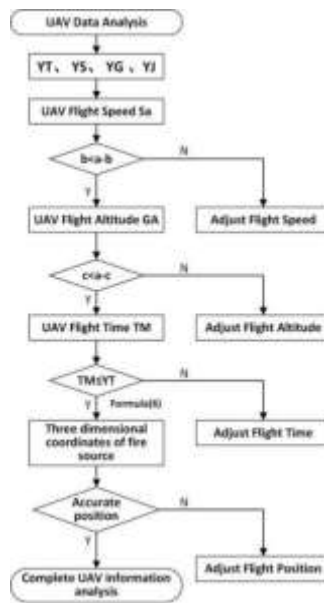 UAV Data Analysis
YT、 YS、 YG、 YJ
UAV Flight Speed Sa
b<a-b
N
Y
UAV Flight Altitude GA
Adjust Flight Speed
c<a-c
N
Y
UAV Flight Time TM
Adjust Flight Altitude
TM≤YT
N
Y
Formula(6)
Three dimensional
coordinates of fire
source
Adjust Flight Time
Accurate
position
N
Y
Adjust Flight Position
Complete UAV information
analysis